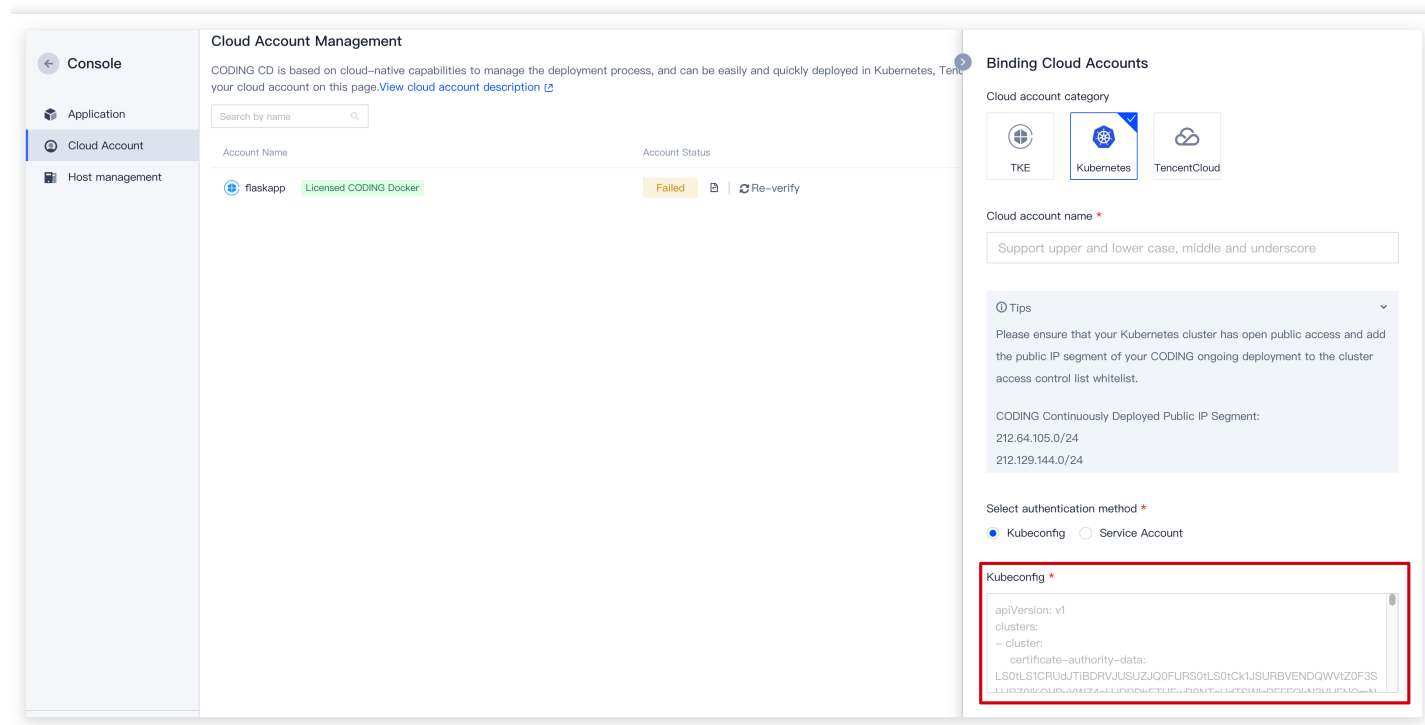 Console
Application
Cloud Account
Host management
Cloud Account Management
CODING CD is based on cloud-native capabilities to manage the deployment process, and can be easily and quickly deployed in Kubernetes,
your cloud account on this page.View cloud account description
Search by name
Account Name Account Status
flaskapp Licensed CODING Docker Failed Re-verify
Binding Cloud Accounts
Cloud account category
TKE Kubernetes TencentCloud
Cloud account name *
Support upper and lower case, middle and underscore
Tips
Please ensure that your Kubernetes cluster has open public access and add
the public IP segment of your CODING ongoing deployment to the cluster
access control list whitelist.
CODING Continuously Deployed Public IP Segment:
212.64.105.0/24
212.129.144.0/24
Select authentication method *
Kubeconfig Service Account
Kubeconfig *
apiVersion: v1
clusters:
- cluster:
certificate-authority-data:
LS0tLS1CRUdJTiBDRVJUSUZJQ0FURS0tLS0tCk1JSURBVENDQWVtZ0F3S